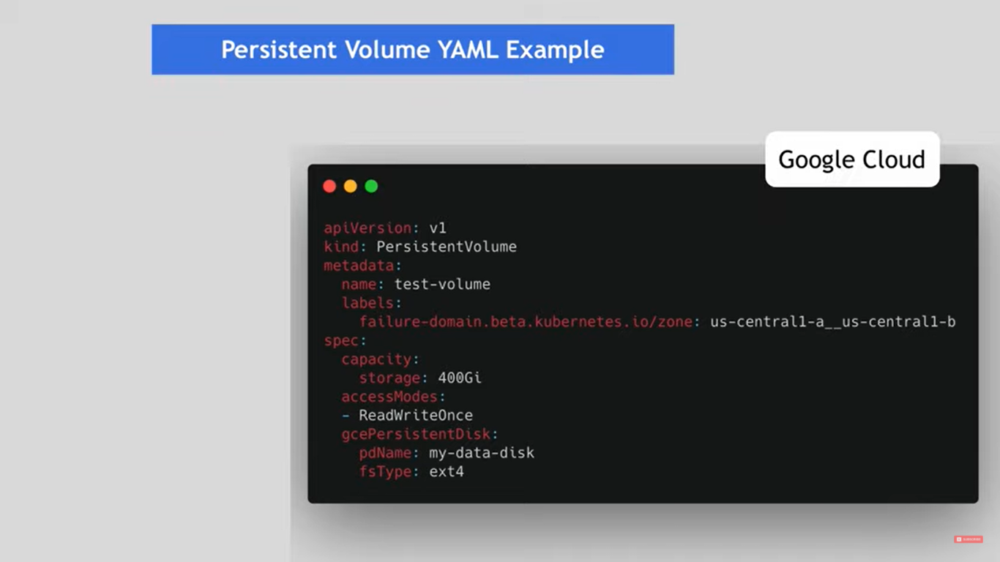 Persistent Volume YAML Example
Google Cloud
apiVersion: v1
kind: PersistentVolume
metadata:
  name: test-volume
  labels:
    failure-domain.beta.kubernetes.io/zone: us-central1-a__us-central1-b
spec:
  capacity:
    storage: 400Gi
  accessModes:
  - ReadWriteOnce
  gcePersistentDisk:
    pdName: my-data-disk
    fsType: ext4
SUBSCRIBE